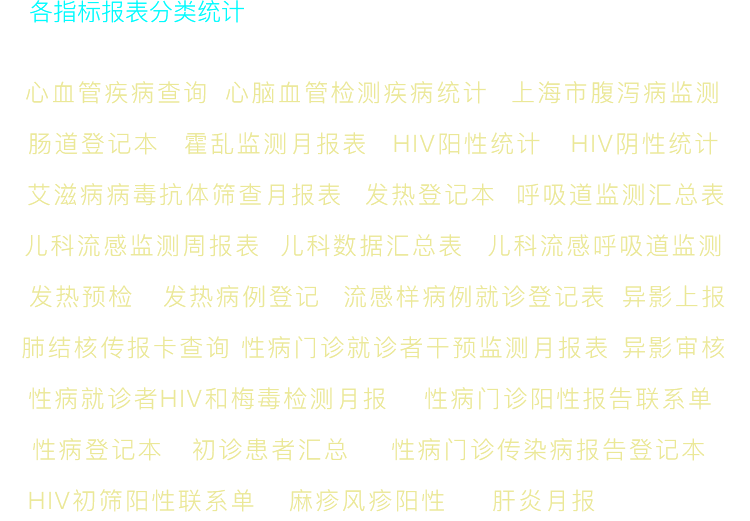 各指标报表分类统计
心血管疾病查询 心脑血管检测疾病统计 上海市腹泻病监测
肠道登记本 霍乱监测月报表 HIV阳性统计 HIV阴性统计
艾滋病病毒抗体筛查月报表 发热登记本 呼吸道监测汇总表
儿科流感监测周报表 儿科数据汇总表 儿科流感呼吸道监测
发热预检 发热病例登记 流感样病例就诊登记表 异影上报
肺结核传报卡查询 性病门诊就诊者干预监测月报表 异影审核
性病就诊者HIV和梅毒检测月报 性病门诊阳性报告联系单
性病登记本 初诊患者汇总 性病门诊传染病报告登记本
HIV初筛阳性联系单 麻疹风疹阳性 肝炎月报